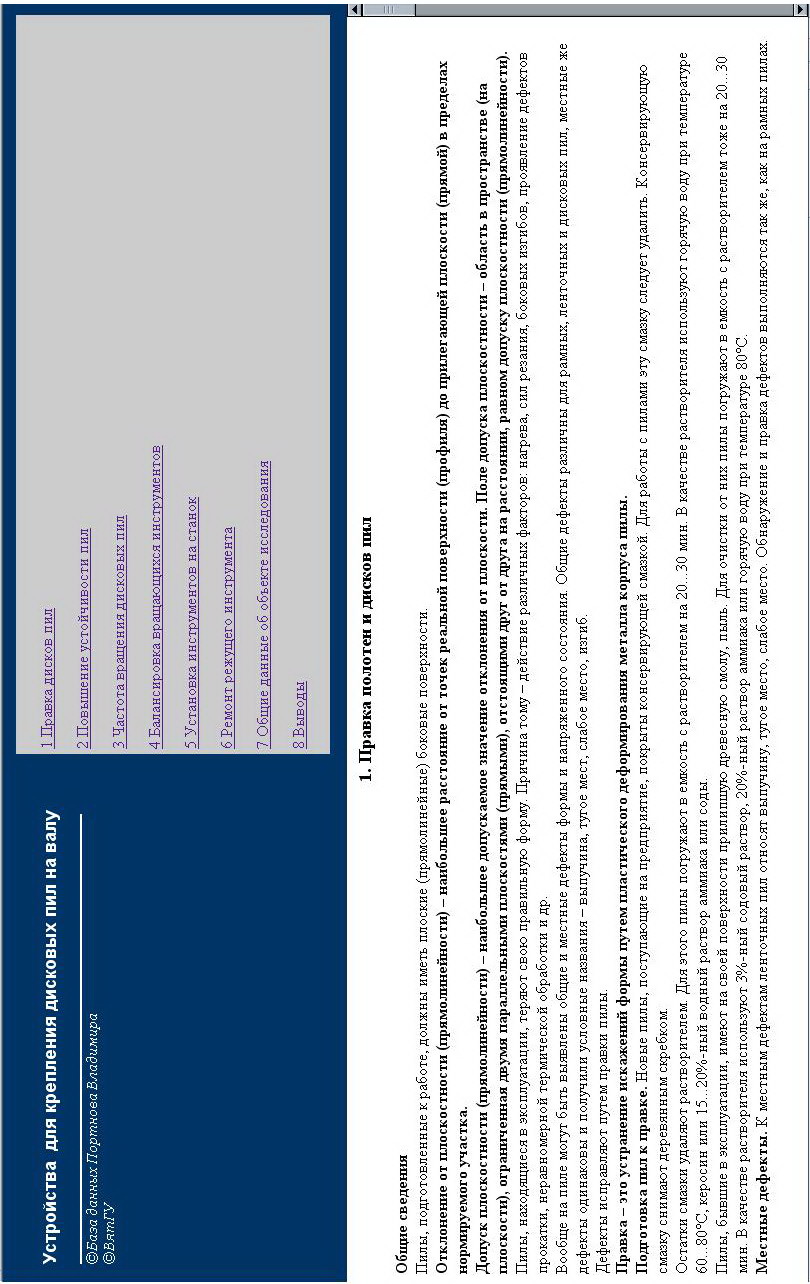 Устройства для крепления дисковых пил на валу
©База данных Портнова Владимира
©ВятГУ
1 Правка дисков пил
2 Повышение устойчивости пил
3 Частота вращения дисковых пил
4 Балансировка вращающихся инструментов
5 Установка инструментов на станок
6 Ремонт режущего инструмента
7 Общие данные об объекте исследования
8 Выводы
1. Правка полотен и дисков пил
Общие сведения
Пилы, подготовленные к работе, должны иметь плоские (прямолинейные) боковые поверхности.
Отклонение от плоскостности (прямолинейности) – наибольшее расстояние от точек реальной поверхности (профиля) до прилегающей плоскости (прямой) в пределах
нормируемого участка.
Допуск плоскостности (прямолинейности) – наибольшее допускаемое значение отклонения от плоскости. Поле допуска плоскостности – область в пространстве (на
плоскости), ограниченная двумя параллельными плоскостями (прямыми), отстоящими друг от друга на расстоянии, равном допуску плоскостности (прямолинейности).
Пилы, находящиеся в эксплуатации, теряют свою правильную форму. Причина тому – действие различных факторов: нагрева, сил резания, боковых изгибов, проявление дефектов
прокатки, неравномерной термической обработки и др.
Вообще на пиле могут быть выявлены общие и местные дефекты формы и напряженного состояния. Общие дефекты различны для рамных, ленточных и дисковых пил, местные же
дефекты одинаковы и получили условные названия – выпучина, тугое мест, слабое место, изгиб.
Дефекты исправляют путем правки пилы.
Правка – это устранение искажений формы путем пластического деформирования металла корпуса пилы.
Подготовка пил к правке. Новые пилы, поступающие на предприятие, покрыты консервирующей смазкой. Для работы с пилами эту смазку следует удалить. Консервирующую
смазку снимают деревянным скребком.
Остатки смазки удаляют растворителем. Для этого пилы погружают в емкость с растворителем на 20...30 мин. В качестве растворителя используют горячую воду при температуре
60...80°С, керосин или 15...20%-ный водный раствор аммиака или соды.
Пилы, бывшие в эксплуатации, имеют на своей поверхности прилипшую древесную смолу, пыль. Для очистки от них пилы погружают в емкость с растворителем тоже на 20...30
мин. В качестве растворителя используют 3%-ный содовый раствор, 20%-ный раствор аммиака или горячую воду при температуре 80°С.
Местные дефекты. К местным дефектам ленточных пил относят выпучину, тугое место, слабое место. Обнаружение и правка дефектов выполняются так же, как на рамных пилах.